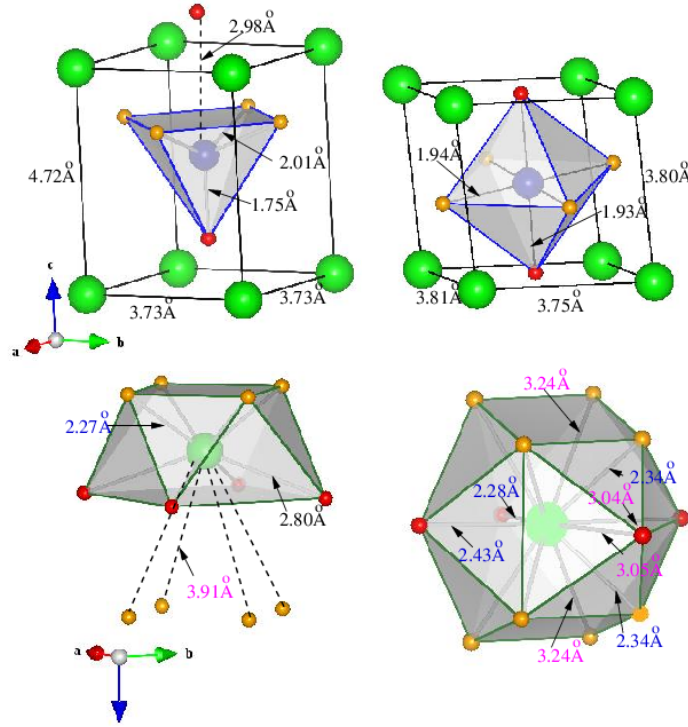 2.98Å
4.72Å
2.01Å
1.75Å
3.73Å
3.73Å
c
a
b
1.94Å
3.80Å
1.93Å
3.81Å
3.75Å
2.27Å
2.80Å
3.91Å
a
b
3.24Å
2.34Å
2.28Å
3.04Å
2.43Å
3.05Å
3.24Å
2.34Å